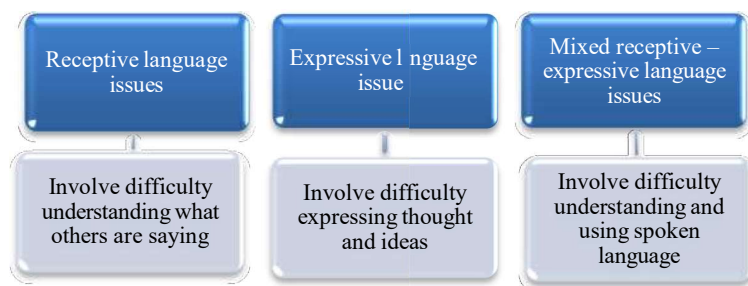 Receptive language
issues
Involve difficulty
understanding what
others are saying
Expressive l nguage
issue
Involve difficulty
expressing thought
and ideas
Mixed receptive –
expressive language
issues
Involve difficulty
understanding and
using spoken
language